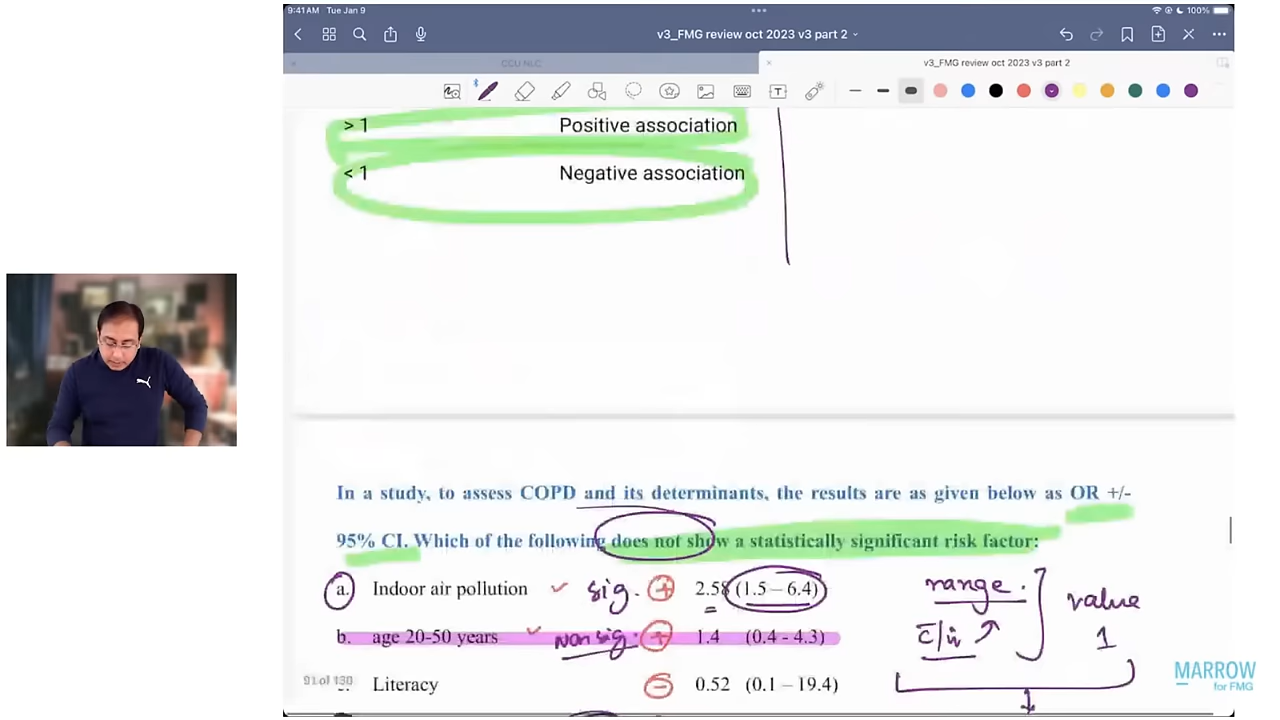 9:41 AM Tue Jan 9
100%
v3_FMG review oct 2023 v3 part 2
CCU NLC
v3_FMG review oct 2023 v3 part 2
> 1 Positive association
< 1 Negative association
In a study, to assess COPD and its determinants, the results are as given below as OR +/-
95% CI. Which of the following does not show a statistically significant risk factor:
a. Indoor air pollution sig. + 2.58 (1.5 – 6.4)
range. value
b. age 20-50 years Non sig. + 1.4 (0.4 - 4.3)
1
91 of 130
Literacy − 0.52 (0.1 – 19.4)
MARROW
for FMG